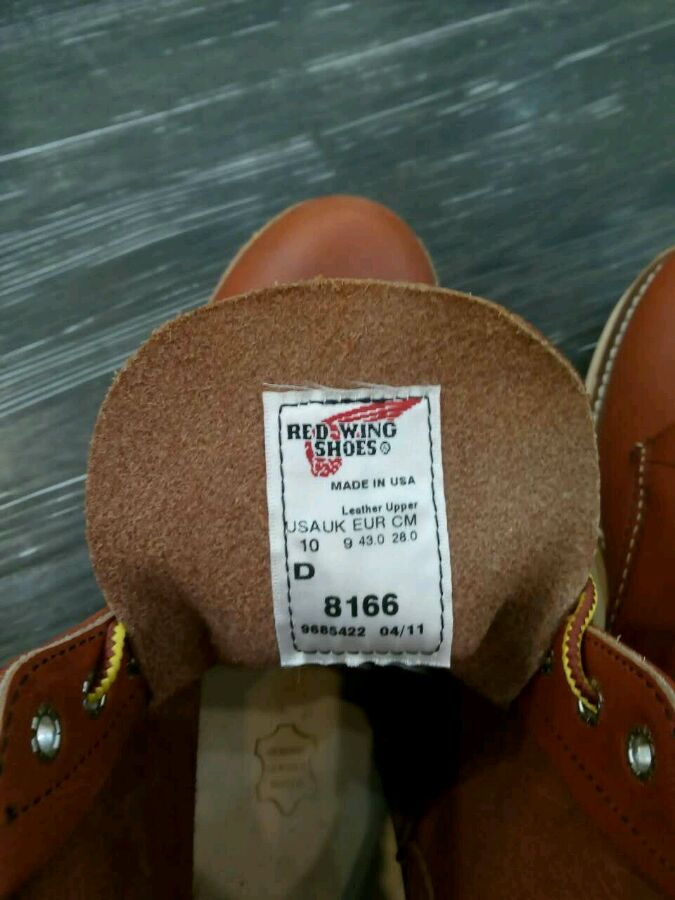 RED WING
SHOES®
MADE IN USA
Leather Upper
USA UK EUR CM
10 9 43.0 28.0
D
8166
9685422 04/11